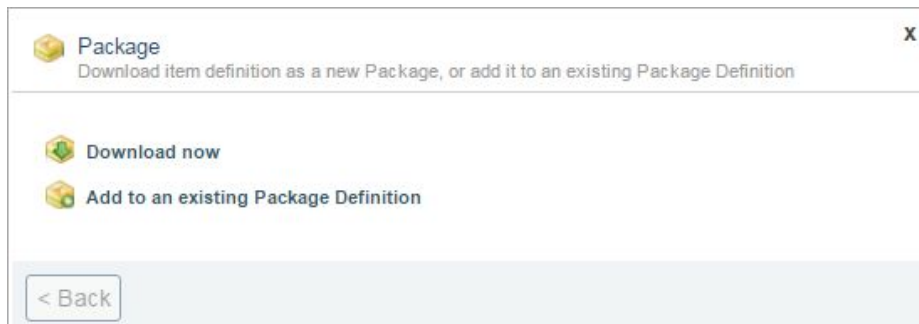 Package
X
Download item definition as a new Package, or add it to an existing Package Definition
Download now
Add to an existing Package Definition
< Back